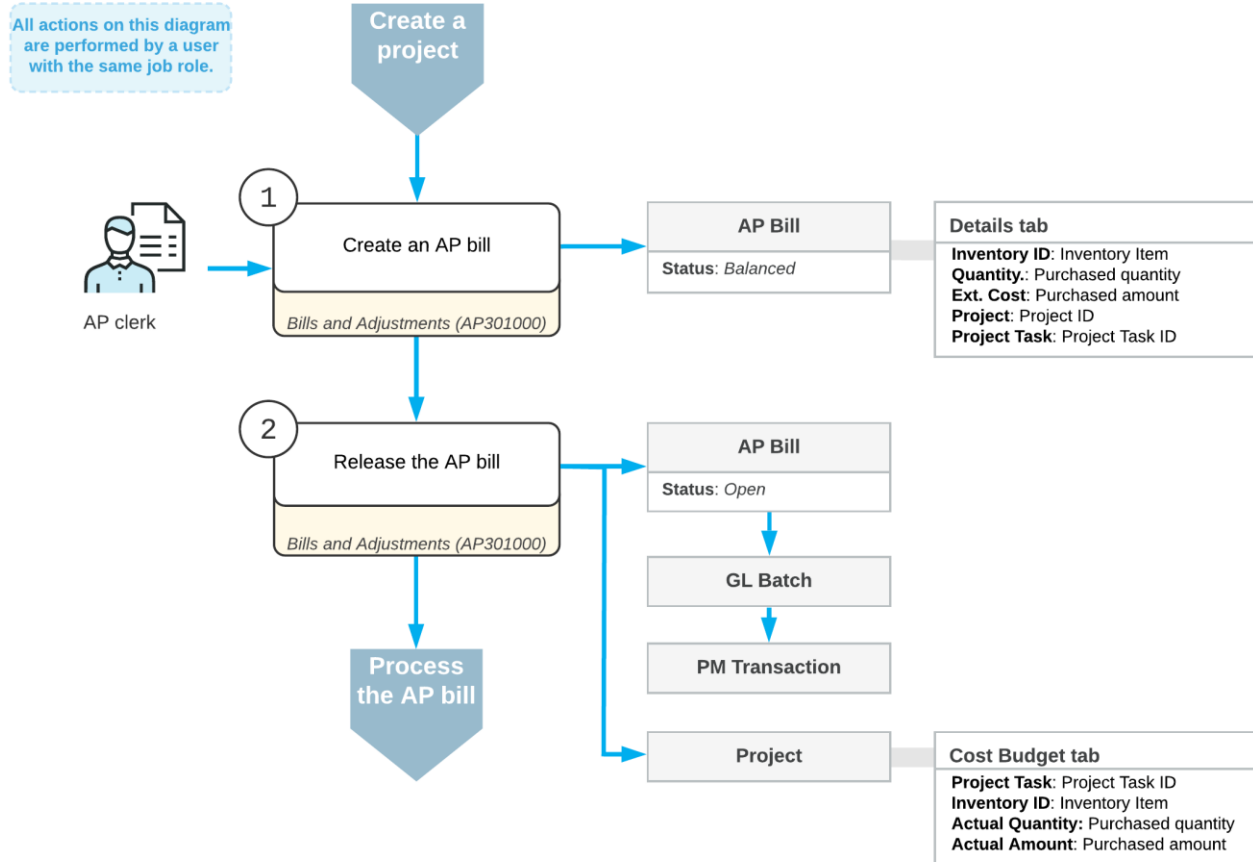 All actions on this diagram
are performed by a user
with the same job role.
Create a
project
1
Create an AP bill
Bills and Adjustments (AP301000)
AP clerk
AP Bill
Status: Balanced
Details tab
Inventory ID: Inventory Item
Quantity.: Purchased quantity
Ext. Cost: Purchased amount
Project: Project ID
Project Task: Project Task ID
2
Release the AP bill
Bills and Adjustments (AP301000)
AP Bill
Status: Open
GL Batch
PM Transaction
Process
the AP bill
Project
Cost Budget tab
Project Task: Project Task ID
Inventory ID: Inventory Item
Actual Quantity: Purchased quantity
Actual Amount: Purchased amount